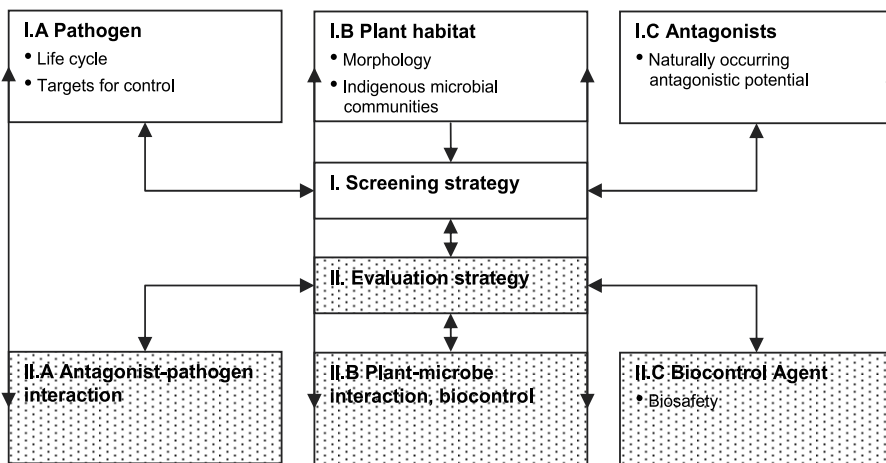 I.A Pathogen
• Life cycle
• Targets for control
I.B Plant habitat
• Morphology
• Indigenous microbial
communities
I.C Antagonists
• Naturally occurring
antagonistic potential
I. Screening strategy
II. Evaluation strategy
II.A Antagonist-pathogen
interaction
II.B Plant-microbe
interaction, biocontrol
II.C Biocontrol Agent
• Biosafety